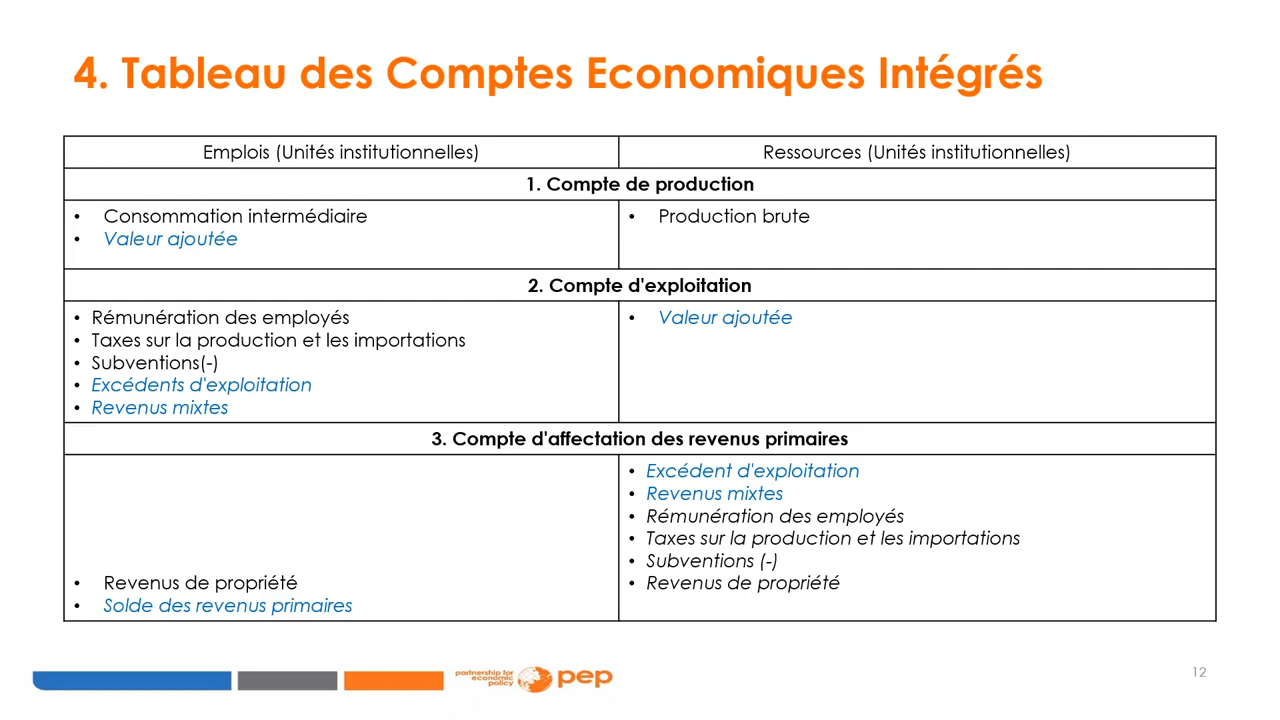 4. Tableau des Comptes Economiques Intégrés
Emplois (Unités institutionnelles)
Ressources (Unités institutionnelles)
1. Compte de production
• Consommation intermédiaire
• Valeur ajoutée
• Production brute
2. Compte d'exploitation
• Rémunération des employés
• Taxes sur la production et les importations
• Subventions(-)
• Excédents d'exploitation
• Revenus mixtes
• Valeur ajoutée
3. Compte d'affectation des revenus primaires
• Revenus de propriété
• Solde des revenus primaires
• Excédent d'exploitation
• Revenus mixtes
• Rémunération des employés
• Taxes sur la production et les importations
• Subventions (-)
• Revenus de propriété
partnership for
economic
policy
pep
12